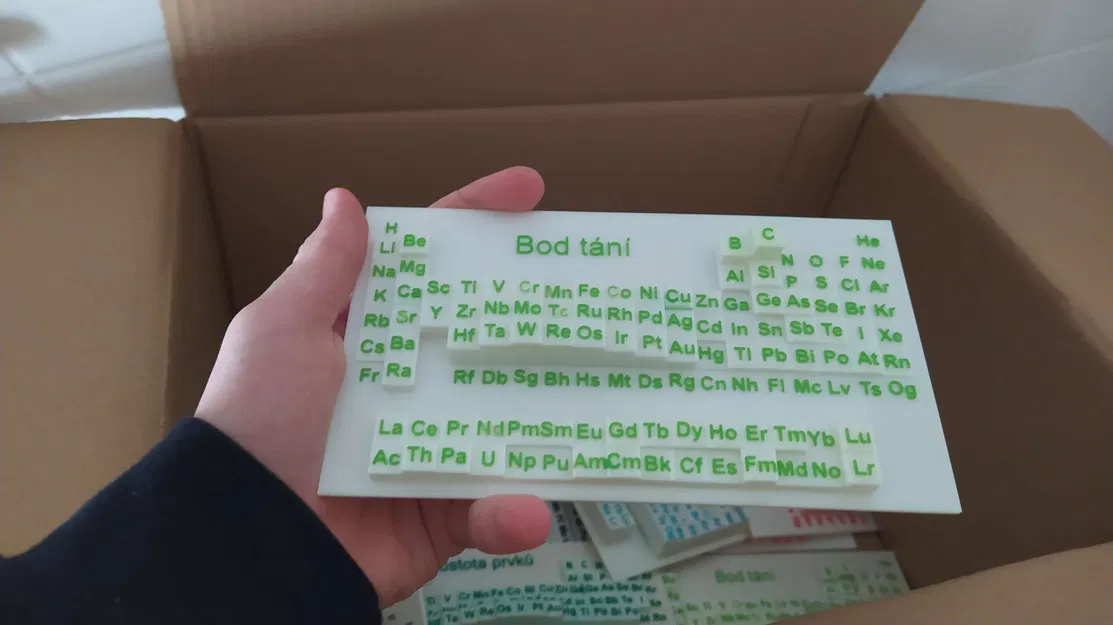 H He
Li Be B C N O F Ne
Na Mg Al Si P S Cl Ar
K Ca Sc Ti V Cr Mn Fe Co Ni Cu Zn Ga Ge As Se Br Kr
Rb Sr Y Zr Nb Mo Tc Ru Rh Pd Ag Cd In Sn Sb Te I Xe
Cs Ba Hf Ta W Re Os Ir Pt Au Hg Tl Pb Bi Po At Rn
Fr Ra Rf Db Sg Bh Hs Mt Ds Rg Cn Nh Fl Mc Lv Ts Og
Bod tání
La Ce Pr Nd Pm Sm Eu Gd Tb Dy Ho Er Tm Yb Lu
Ac Th Pa U Np Pu Am Cm Bk Cf Es Fm Md No Lr
ustota prvků
Bod tání